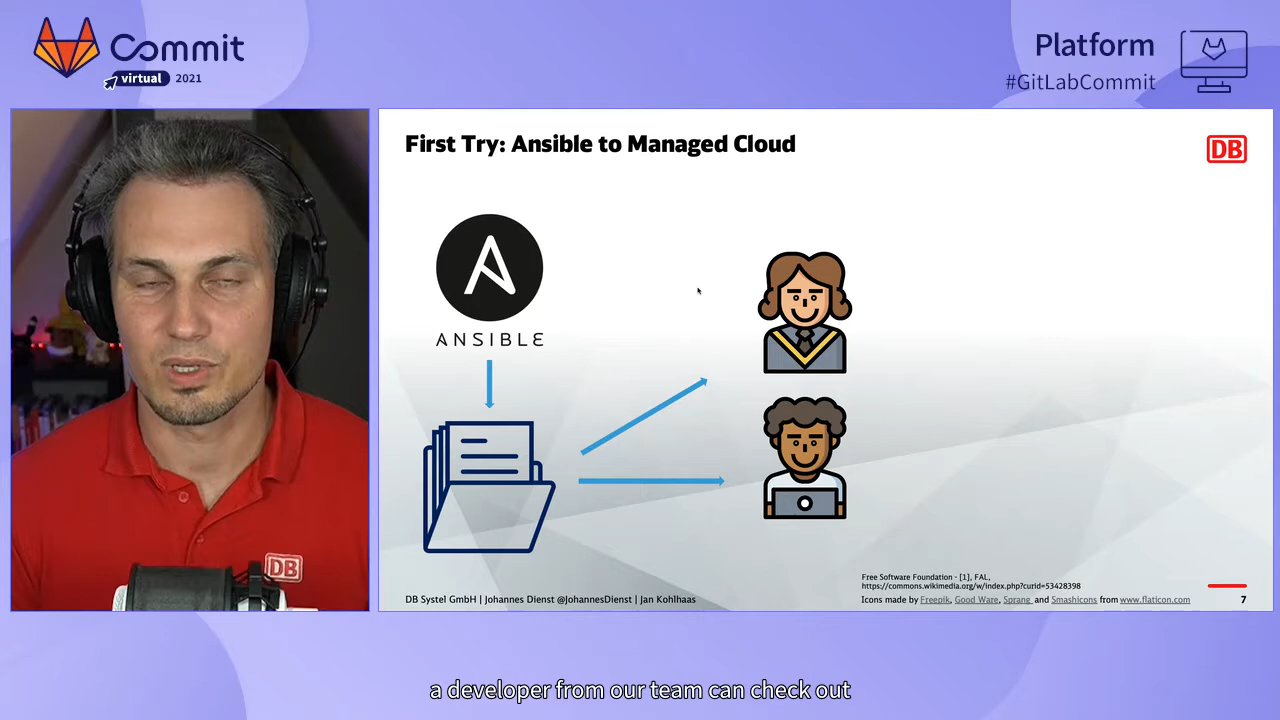 Commit
virtual 2021
Platform
#GitLabCommit
First Try: Ansible to Managed Cloud
DB
ANSIBLE
DB
Free Software Foundation - [1], FAL,
https://commons.wikimedia.org/w/index.php?curid=53428398
DB Systel GmbH | Johannes Dienst @JohannesDienst | Jan Kohlhaas
Icons made by Freepik, Good Ware, Sprang and Smashicons from www.flaticon.com
7
a developer from our team can check out